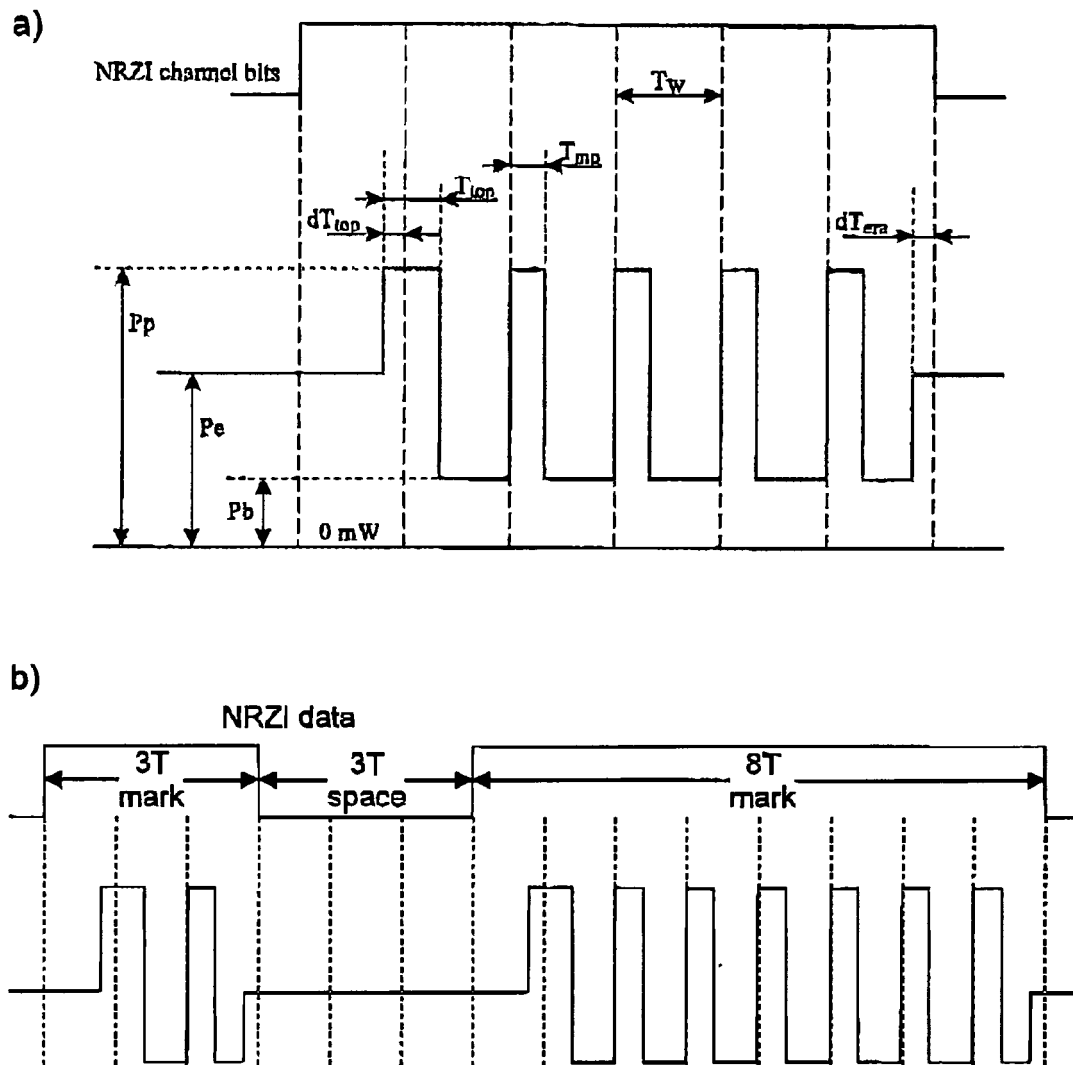 a)
NRZI channel bits
Tw
Tmp
Ttop
dTtop
dTera
Pp
Pe
Pb
0 mW
b)
NRZI data
3T
mark
3T
space
8T
mark